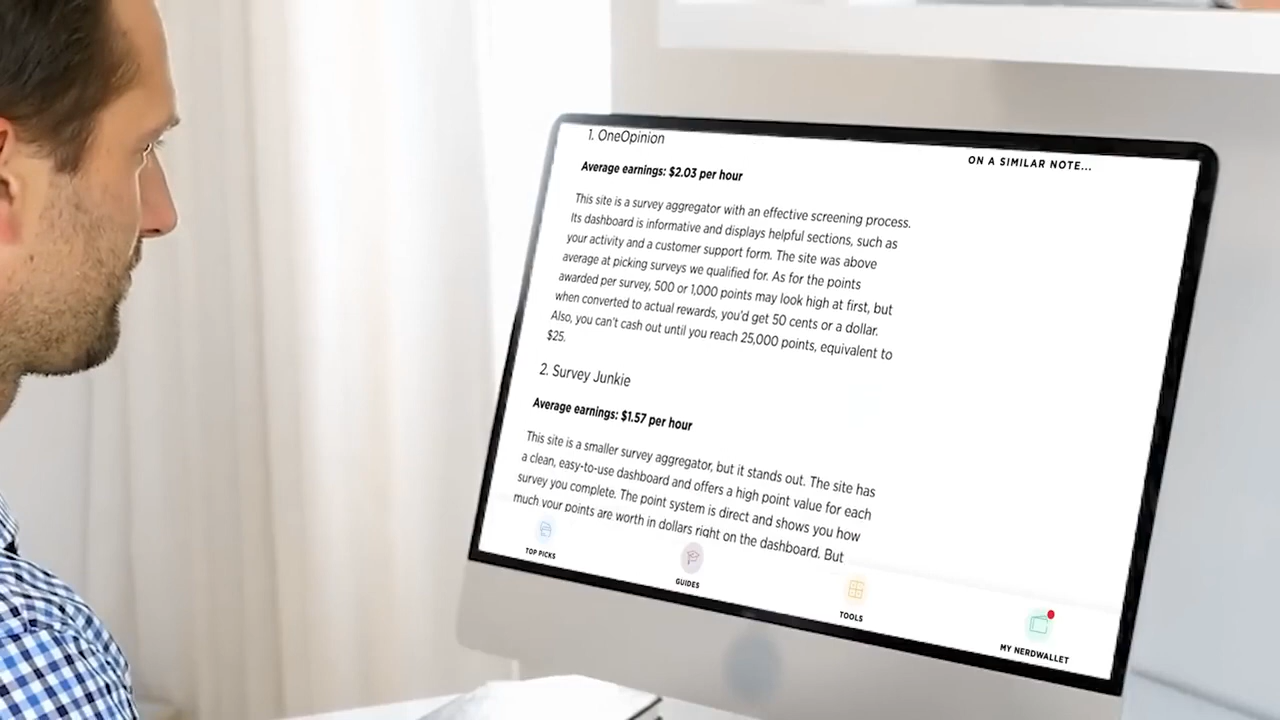 1. OneOpinion
ON A SIMILAR NOTE...
Average earnings: $2.03 per hour
This site is a survey aggregator with an effective screening process.
Its dashboard is informative and displays helpful sections, such as
your activity and a customer support form. The site was above
average at picking surveys we qualified for. As for the points
awarded per survey, 500 or 1,000 points may look high at first, but
when converted to actual rewards, you'd get 50 cents or a dollar.
Also, you can't cash out until you reach 25,000 points, equivalent to
$25.
2. Survey Junkie
Average earnings: $1.57 per hour
This site is a smaller survey aggregator, but it stands out. The site has
a clean, easy-to-use dashboard and offers a high point value for each
survey you complete. The point system is direct and shows you how
much your points are worth in dollars right on the dashboard. But
TOP PICKS
GUIDES
TOOLS
MY NERDWALLET